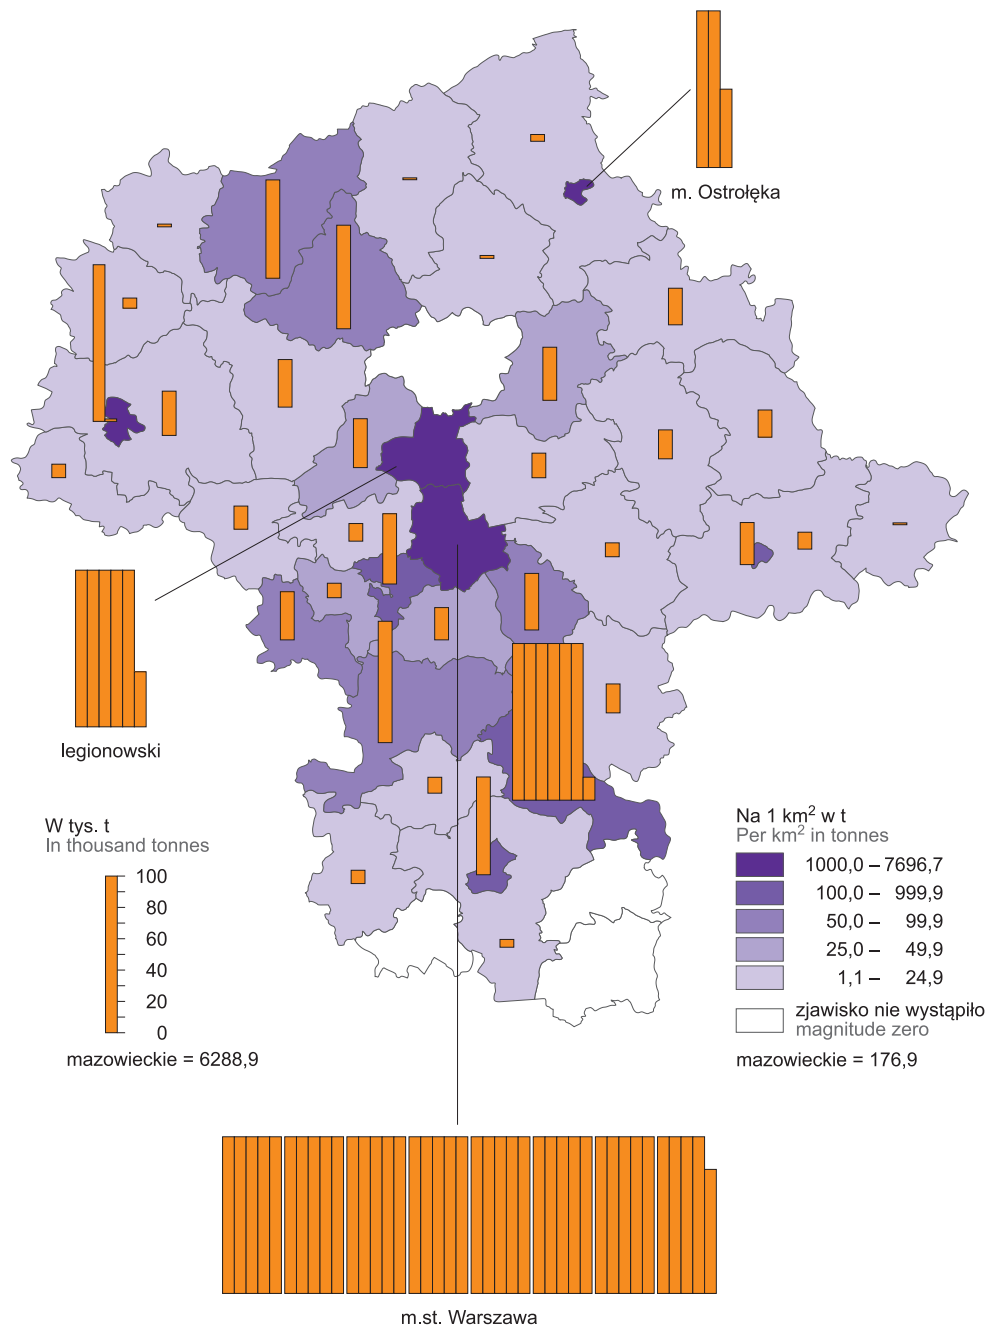 m. Ostrołęka
legionowski
W tys. t
In thousand tonnes
100
80
60
40
20
0
mazowieckie = 6288,9
Na 1 km² w t
Per km² in tonnes
1000,0 – 7696,7
100,0 – 999,9
50,0 – 99,9
25,0 – 49,9
1,1 – 24,9
zjawisko nie wystąpiło
magnitude zero
mazowieckie = 176,9
m.st. Warszawa